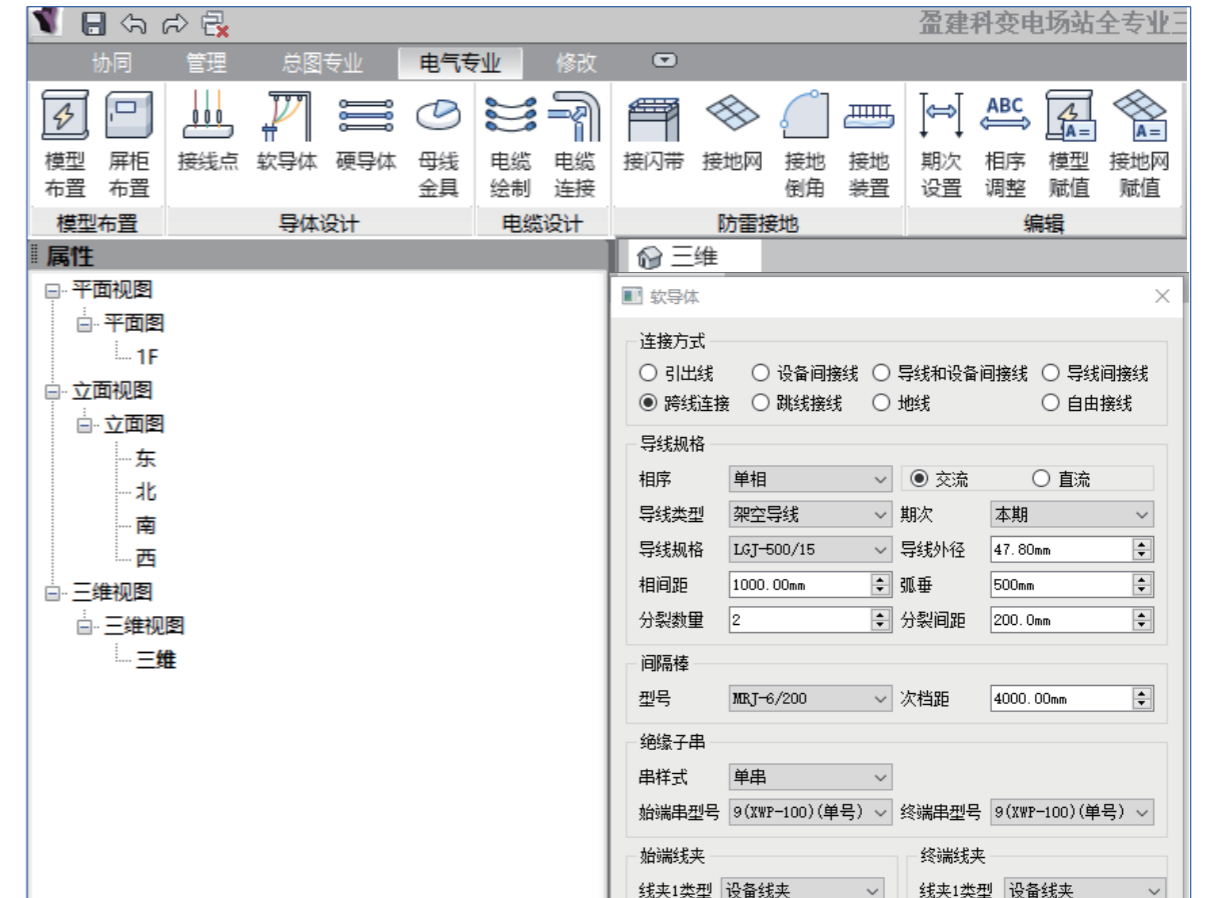 盈建科变电场站全专业三
协同 管理 总图专业 电气专业 修改
模型布置 屏柜布置 接线点 软导体 硬导体 母线金具 电缆绘制 电缆连接 接闪带 接地网 接地倒角 接地装置 期次设置 ABC 相序调整 A= 模型赋值 A= 接地网赋值
模型布置 导体设计 电缆设计 防雷接地 编辑
属性 三维
平面视图
平面图
1F
立面视图
立面图
东
北
南
西
三维视图
三维视图
三维
软导体
连接方式
引出线 设备间接线 导线和设备间接线 导线间接线
跨线连接 跳线接线 地线 自由接线
导线规格
相序 单相 交流 直流
导线类型 架空导线 期次 本期
导线规格 LGJ-500/15 导线外径 47.80mm
相间距 1000.00mm 弧垂 500mm
分裂数量 2 分裂间距 200.0mm
间隔棒
型号 MRJ-6/200 次档距 4000.00mm
绝缘子串
串样式 单串
始端串型号 9(XWP-100)(单号) 终端串型号 9(XWP-100)(单号)
始端线夹 终端线夹
线夹1类型 设备线夹 线夹1类型 设备线夹